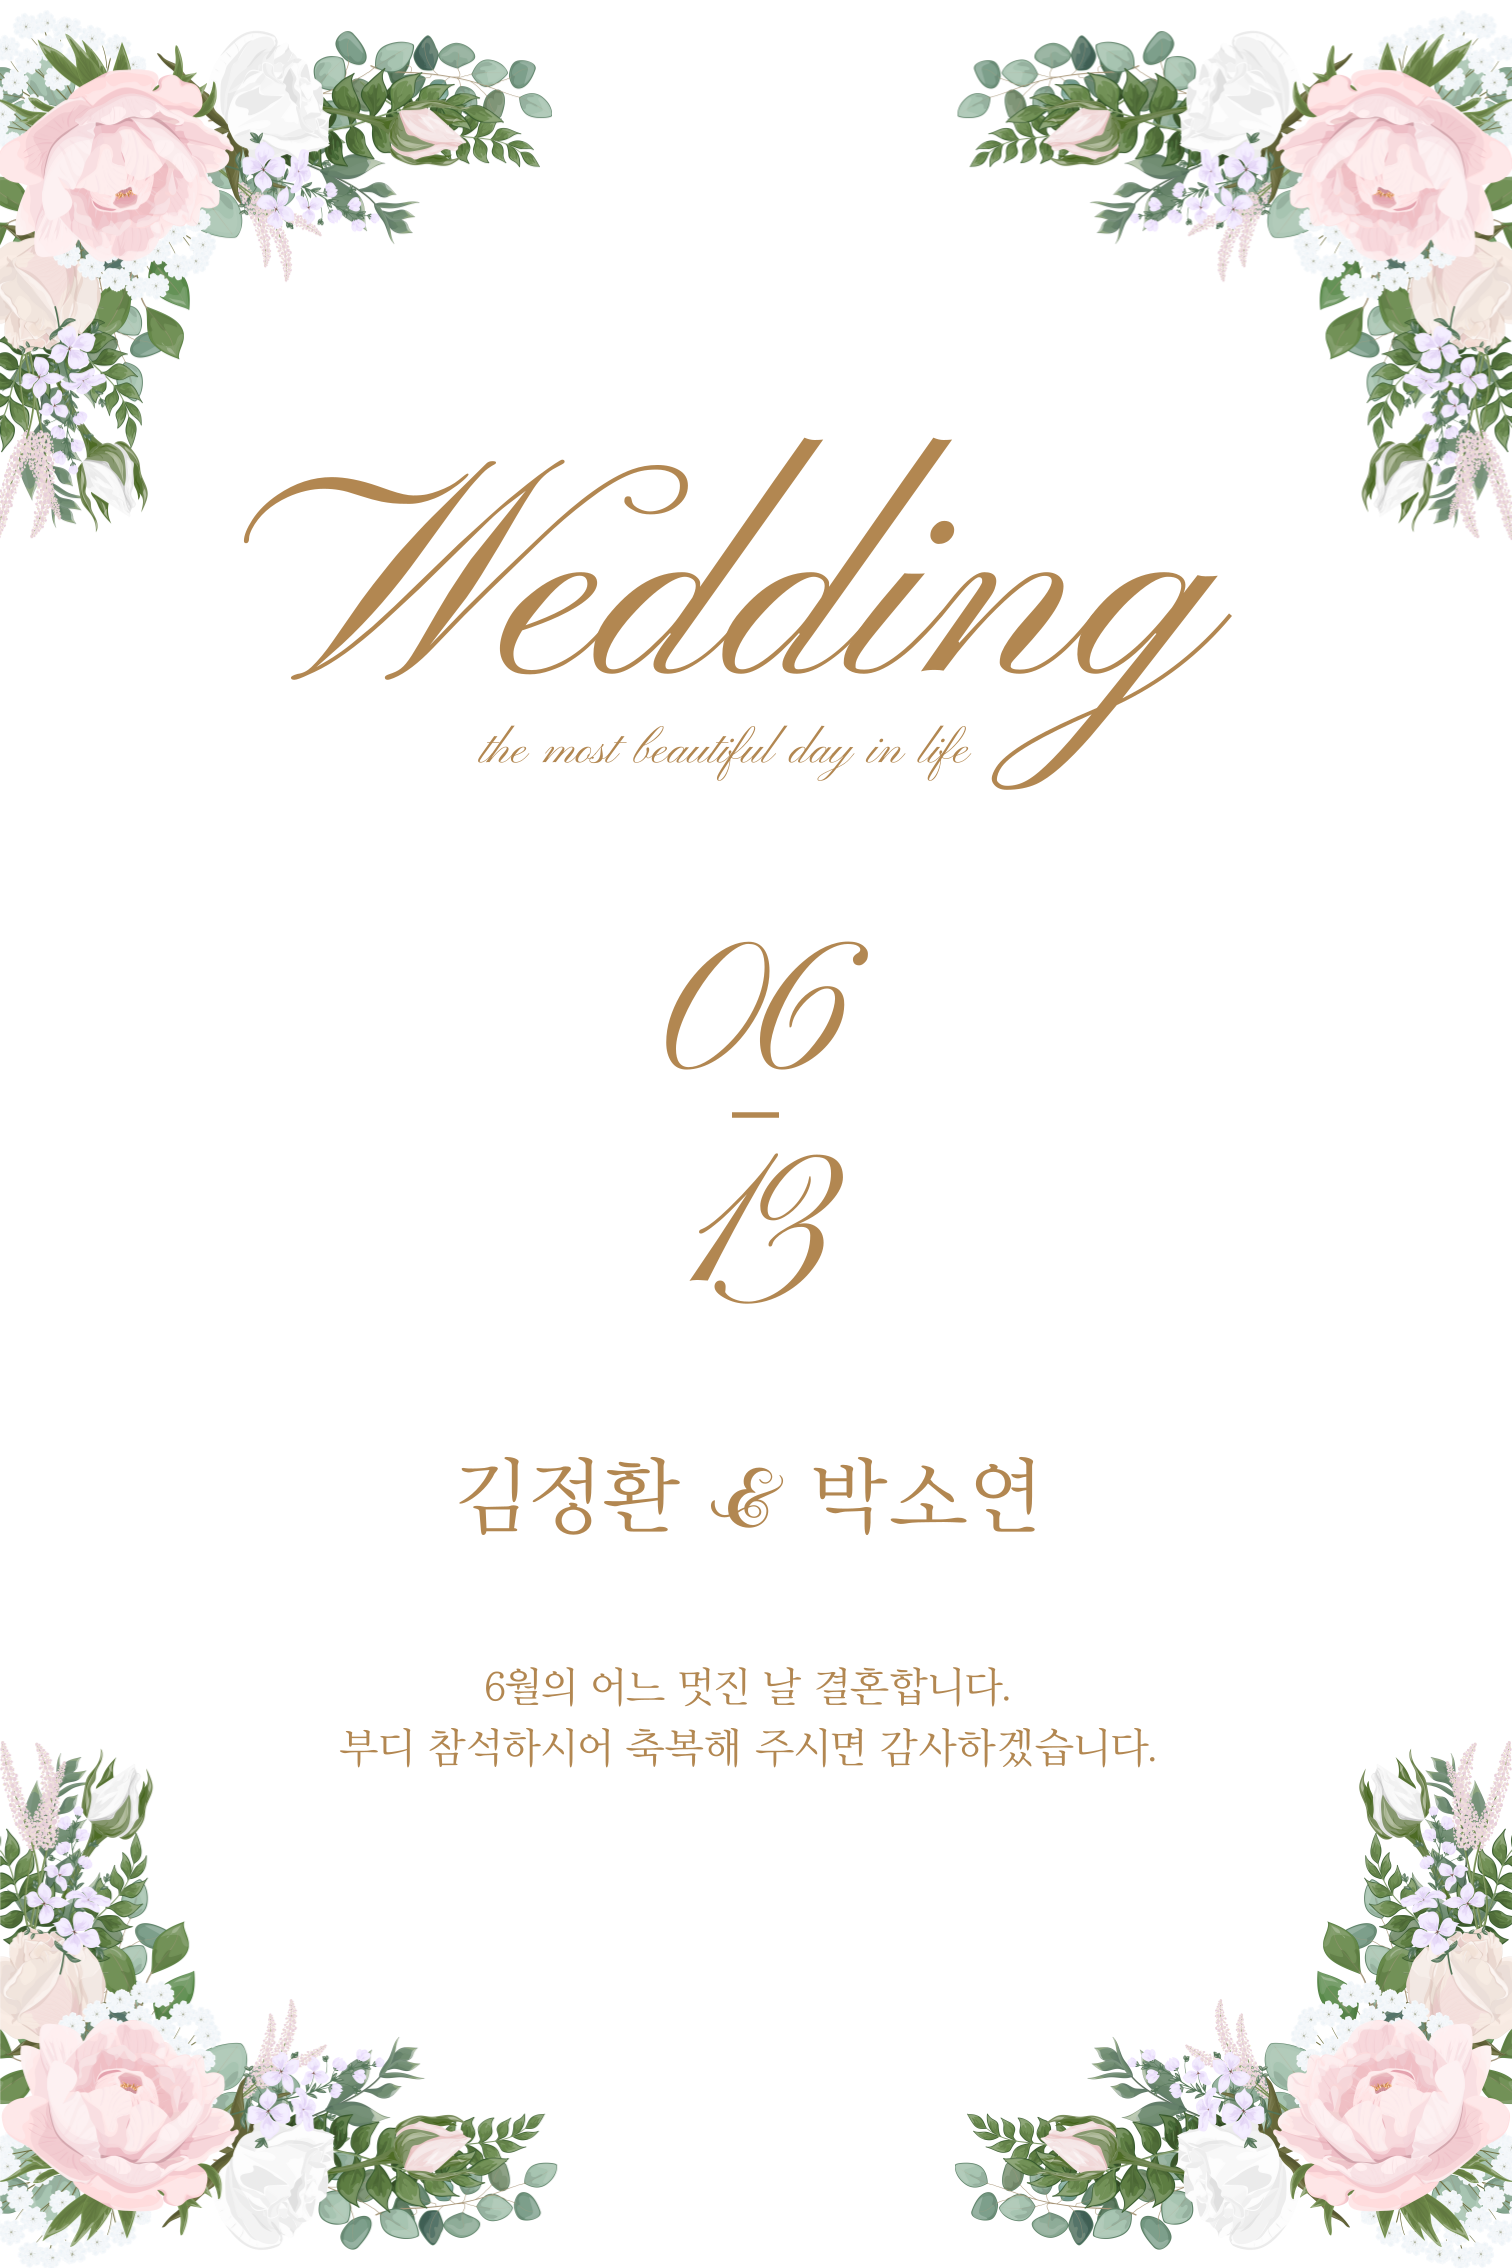 Wedding
the most beautiful day in life
06
–
13
김정환 & 박소연
6월의 어느 멋진 날 결혼합니다.
부디 참석하시어 축복해 주시면 감사하겠습니다.